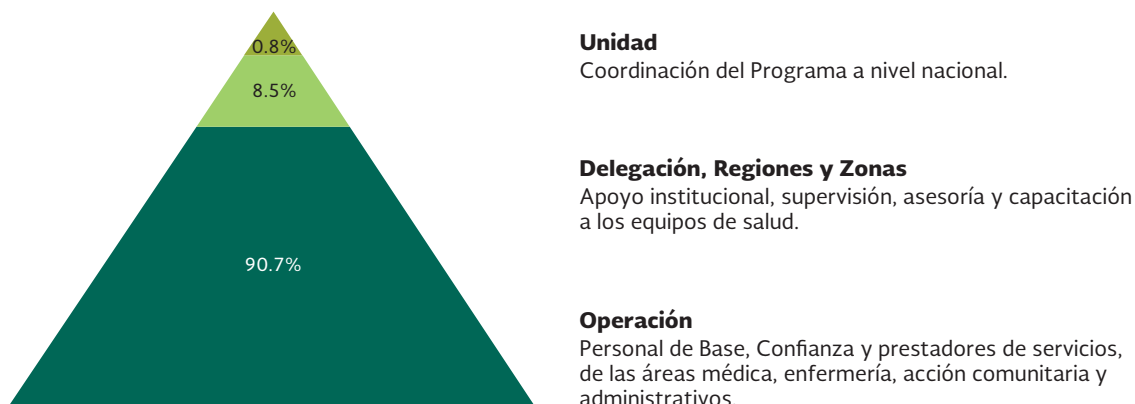 0.8%
Unidad
Coordinación del Programa a nivel nacional.
8.5%
Delegación, Regiones y Zonas
Apoyo institucional, supervisión, asesoría y capacitación
a los equipos de salud.
90.7%
Operación
Personal de Base, Confianza y prestadores de servicios,
de las áreas médica, enfermería, acción comunitaria y
administrativos